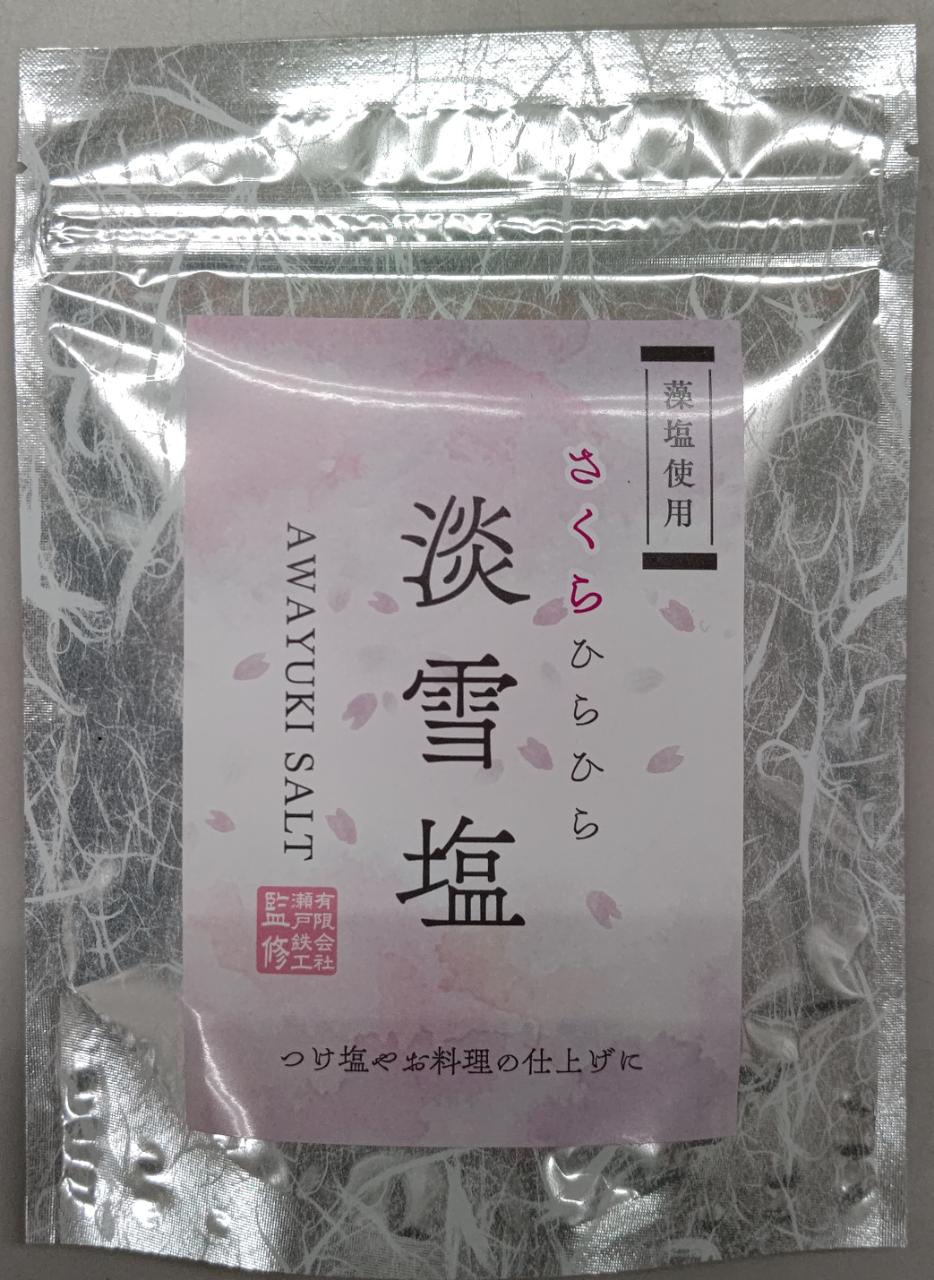 藻塩使用
さくらひらひら
淡雪塩
AWAYUKI SALT
有限会社
瀬戸鉄工
監修
つけ塩やお料理の仕上げに